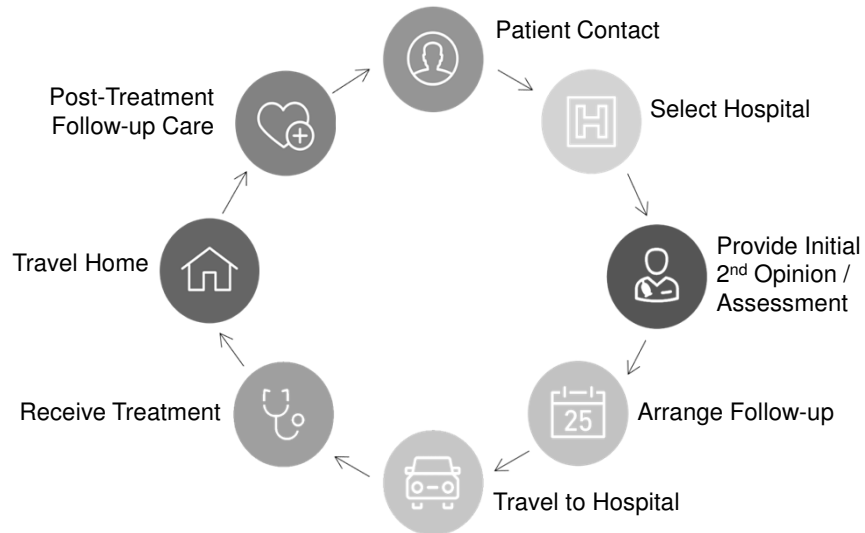 Patient Contact
Select Hospital
Provide Initial
2nd Opinion /
Assessment
25
Arrange Follow-up
Travel to Hospital
Receive Treatment
Travel Home
Post-Treatment
Follow-up Care
H